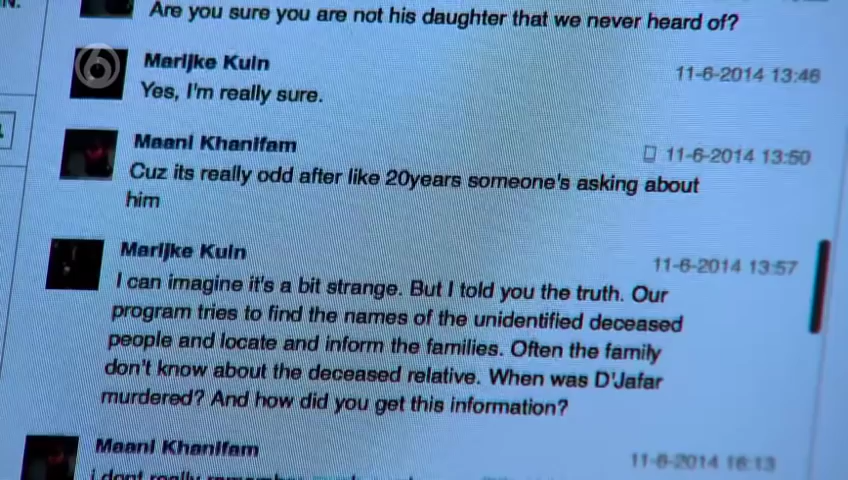 Are you sure you are not his daughter that we never heard of?
Marijke Kuin
11-6-2014 13:46
Yes, I'm really sure.
Maani Khanifam
11-6-2014 13:50
Cuz its really odd after like 20years someone's asking about
him
Marijke Kuin
11-6-2014 13:57
I can imagine it's a bit strange. But I told you the truth. Our
program tries to find the names of the unidentified deceased
people and locate and inform the families. Often the family
don't know about the deceased relative. When was D'Jafar
murdered? And how did you get this information?
Maani Khanifam
11-6-2014 16:13
i dont really remember